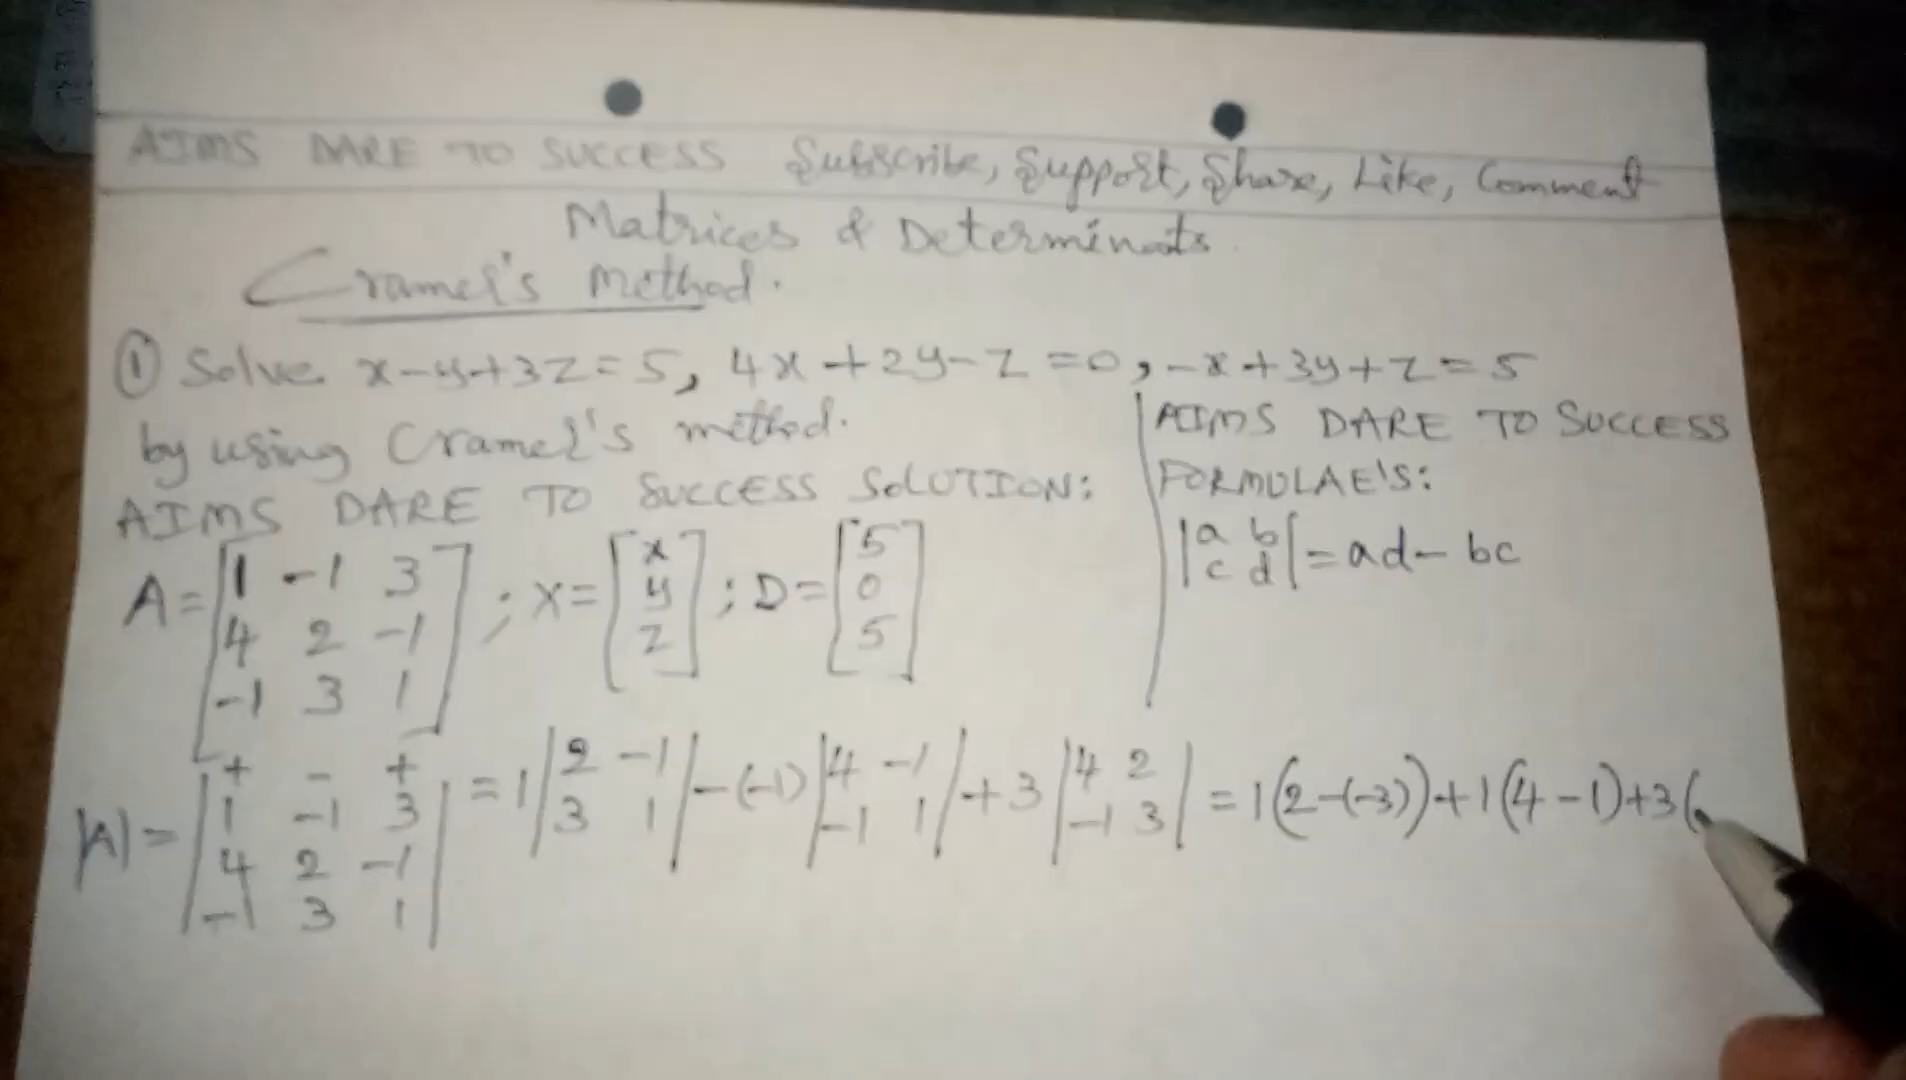 AIMS DARE TO SUCCESS Subscribe, Support, Share, Like, Comment
Matrices & Determinats.
Cramer's Method.
① Solve x-y+3z=5, 4x+2y-z=0, -x+3y+z=5
by using Cramer's method.
AIMS DARE TO SUCCESS SOLUTION:
AIMS DARE TO SUCCESS
FORMULAE'S:
|a b| = ad - bc
|c d|
A = [1 -1 3] ; X = [x] ; D = [5]
[4 2 -1] [y] [0]
[-1 3 1] [z] [5]
+ - +
|A| = |1 -1 3| = 1|2 -1| -(-1)|4 -1| +3|4 2| = 1(2-(-3))+1(4-1)+3(
|4 2 -1| |3 1| |-1 1| |-1 3|
|-1 3 1|